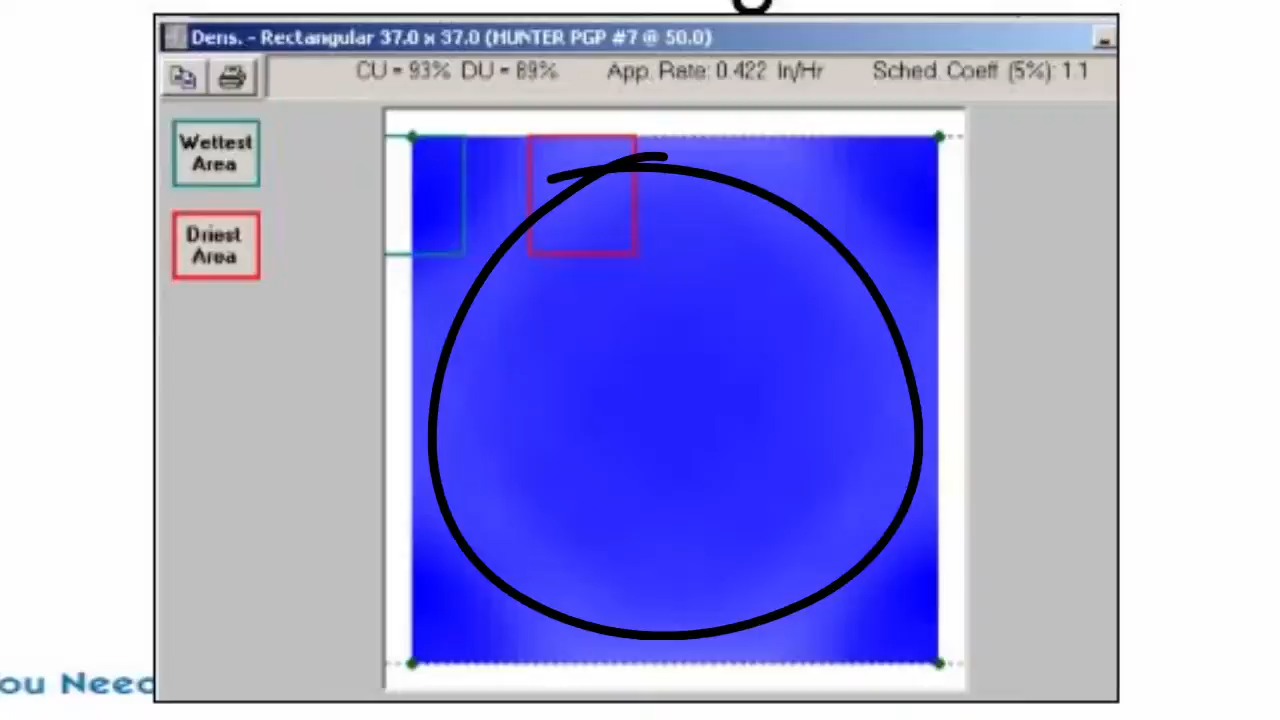 Dens. - Rectangular 37.0 x 37.0 (HUNTER PGP #7 @ 50.0)
CU = 93% DU = 89% App. Rate: 0.422 In/Hr Sched. Coeff (5%): 1.1
Wettest
Area
Driest
Area
ou Need